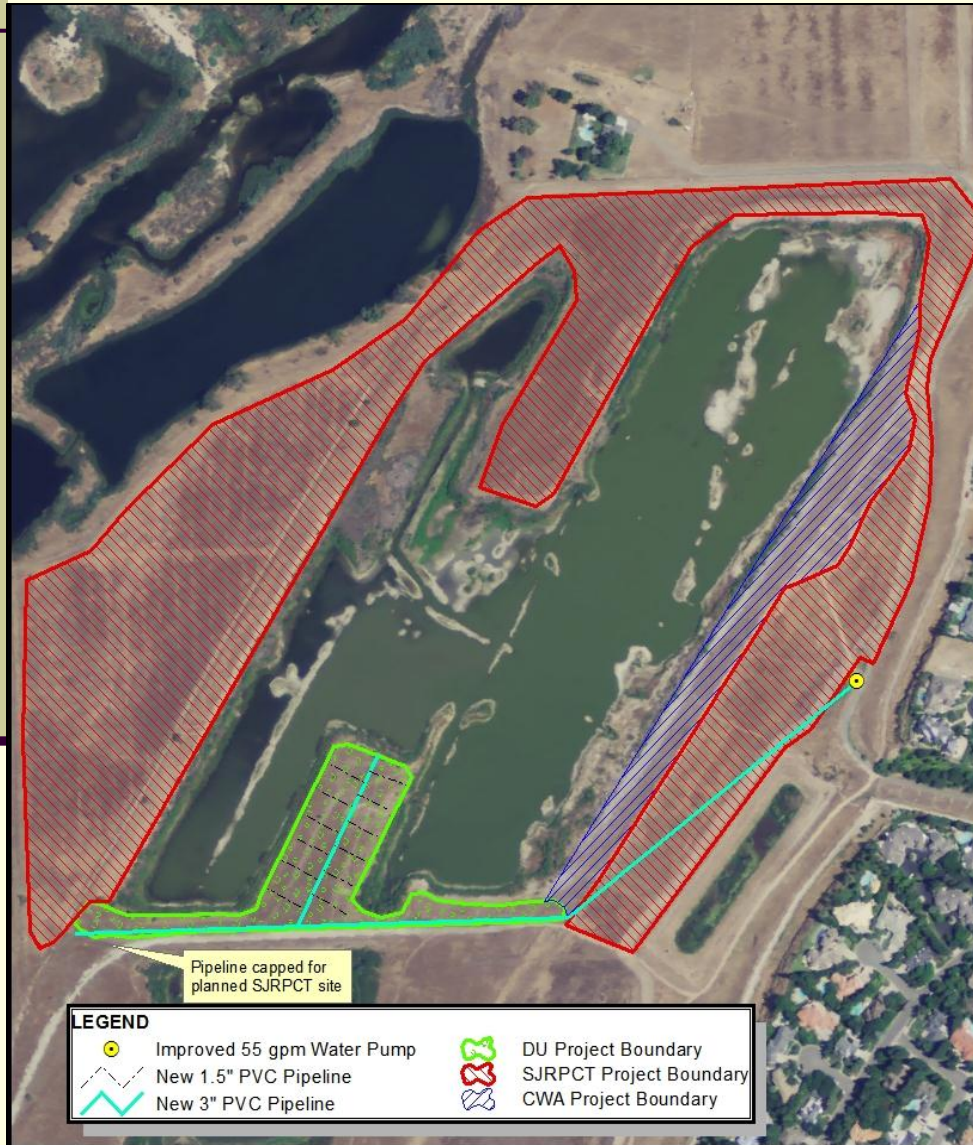 Pipeline capped for
planned SJRPCT site
LEGEND
Improved 55 gpm Water Pump
New 1.5" PVC Pipeline
New 3" PVC Pipeline
DU Project Boundary
SJRPCT Project Boundary
CWA Project Boundary